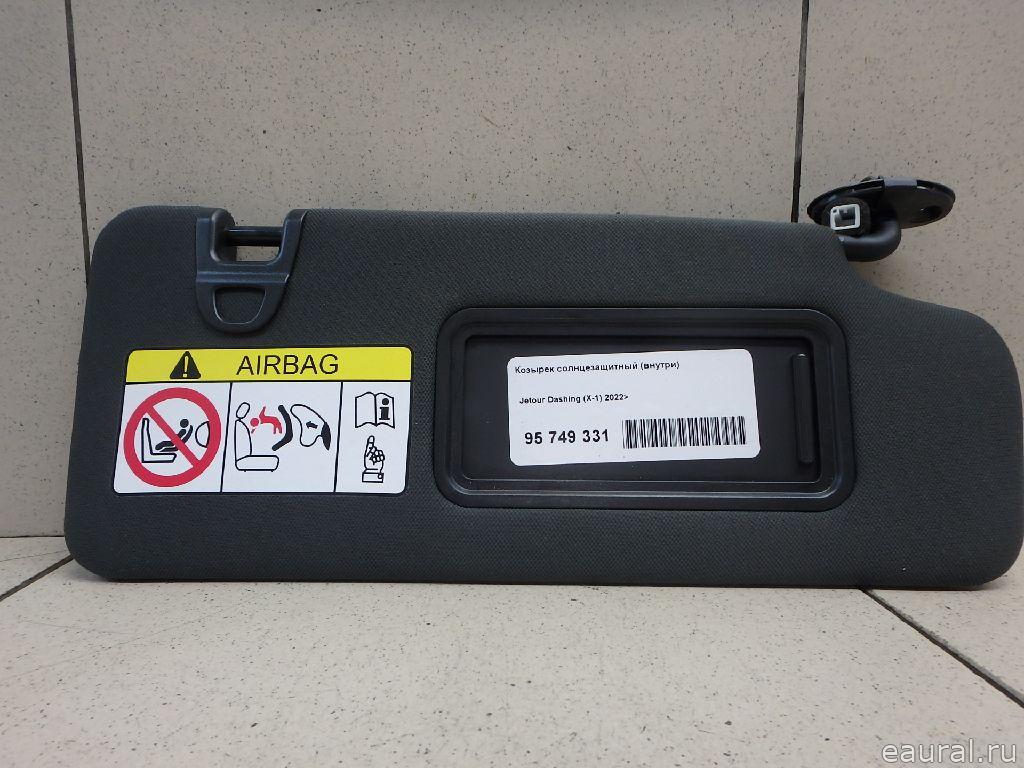 AIRBAG
Козырек солнцезащитный (внутри)
Jetour Dashing (X-1) 2022>
95 749 331
eaural.ru